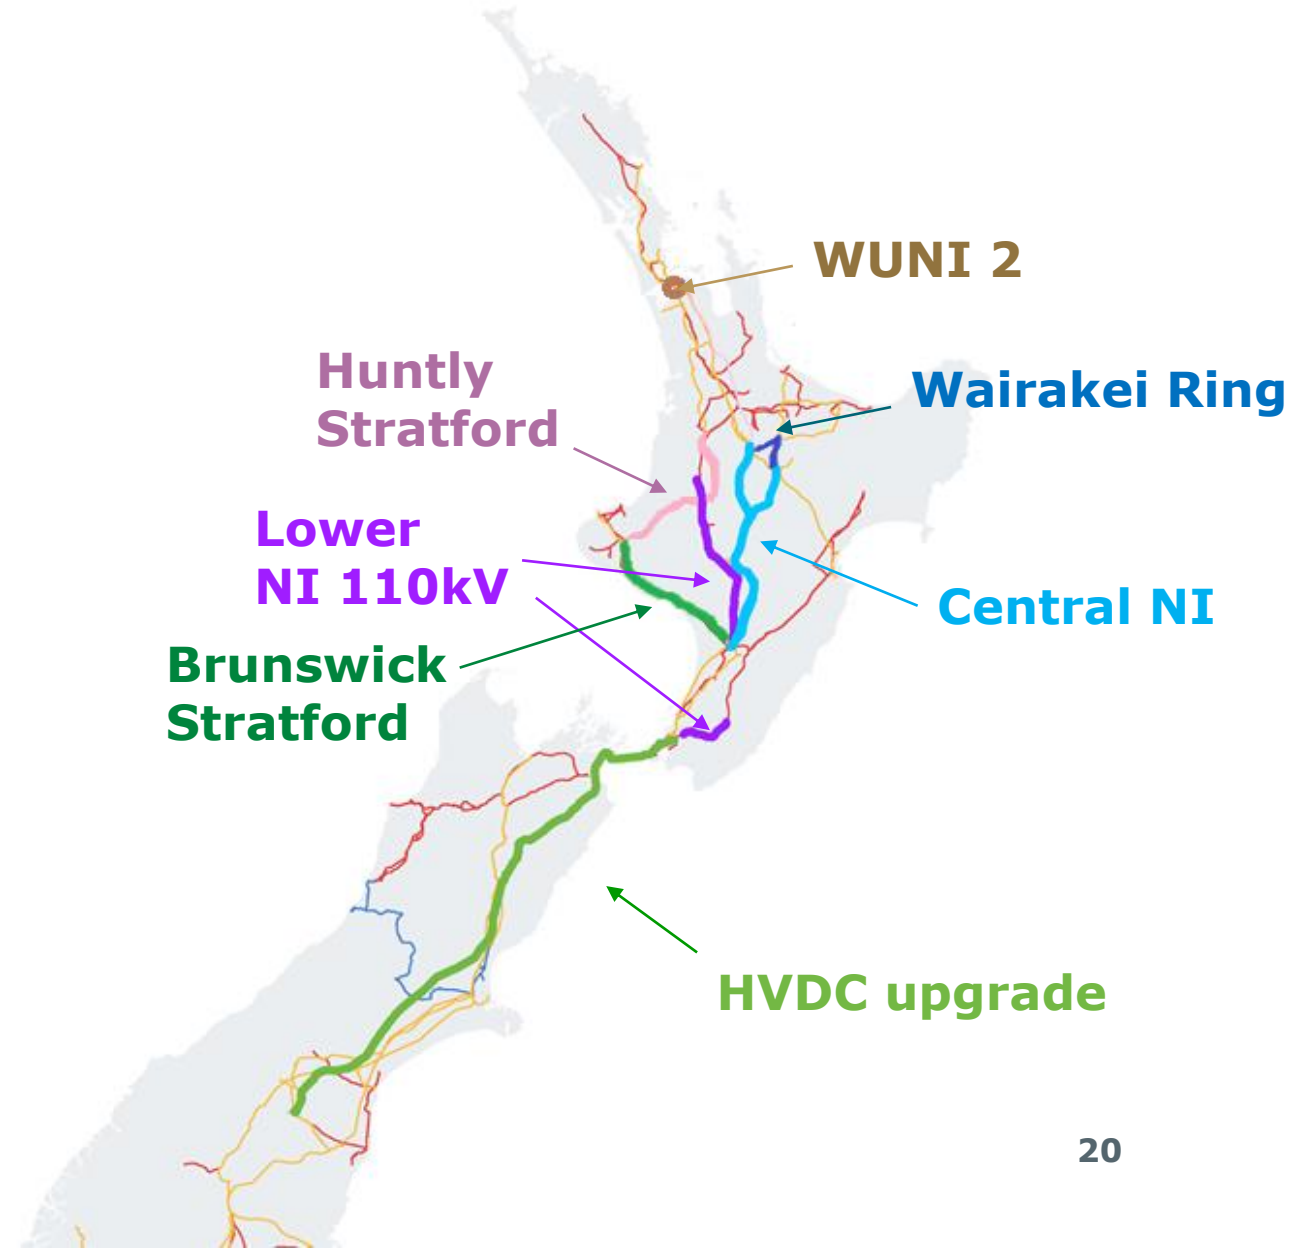 WUNI 2
Huntly
Stratford
Wairakei Ring
Lower
NI 110kV
Central NI
Brunswick
Stratford
HVDC upgrade
20